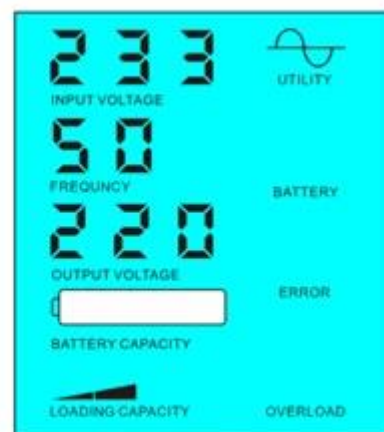 233
UTILITY
INPUT VOLTAGE
50
FREQUNCY
BATTERY
220
OUTPUT VOLTAGE
ERROR
BATTERY CAPACITY
LOADING CAPACITY
OVERLOAD